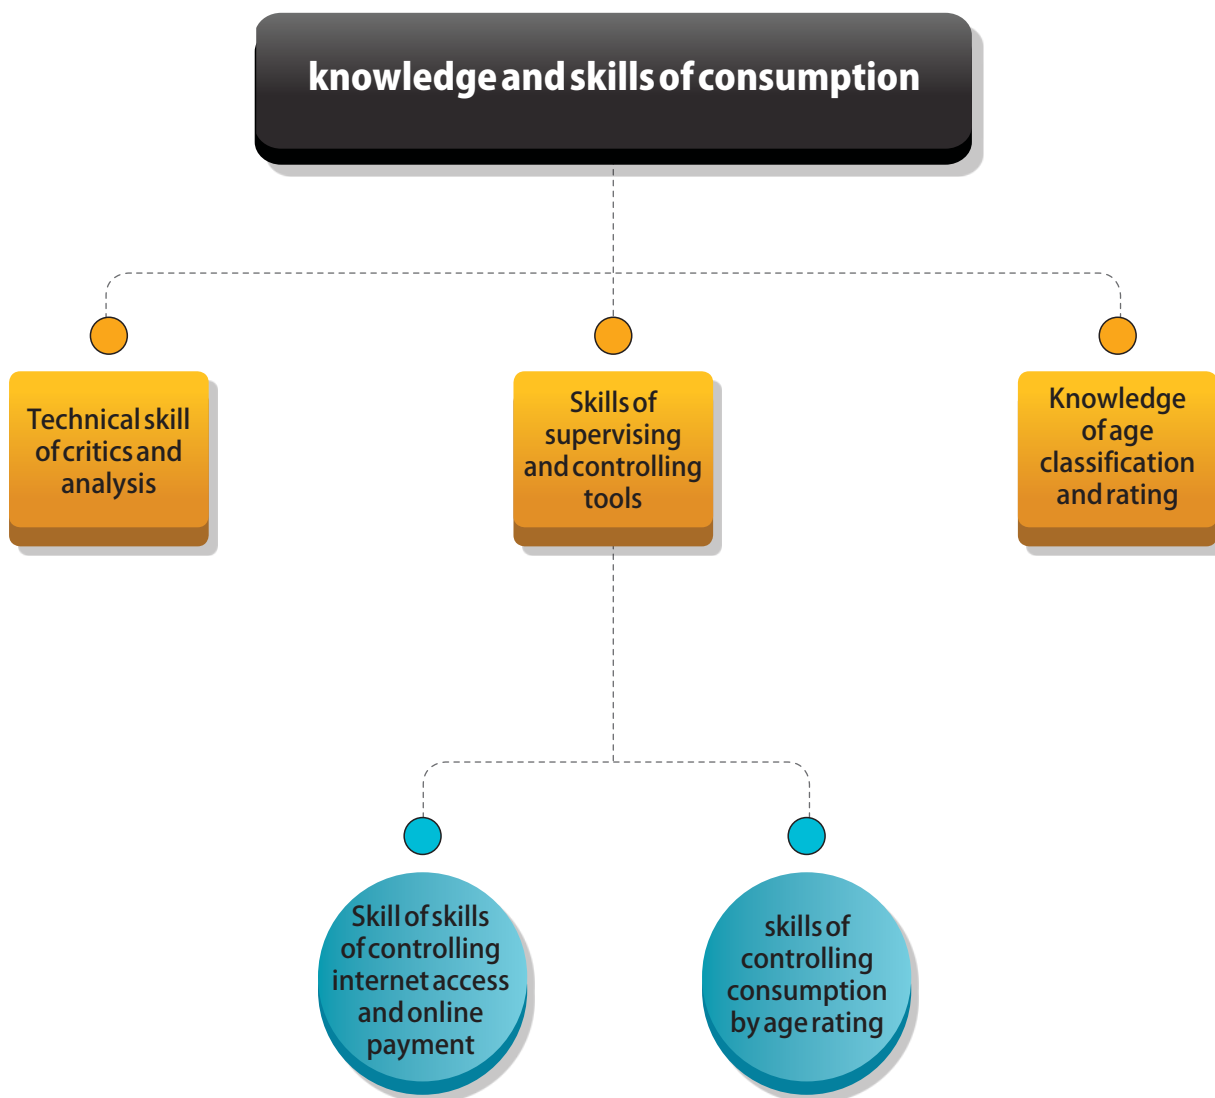 knowledge and skills of consumption
Technical skill
of critics and
analysis
Skills of
supervising
and controlling
tools
Knowledge
of age
classification
and rating
Skill of skills
of controlling
internet access
and online
payment
skills of
controlling
consumption
by age rating